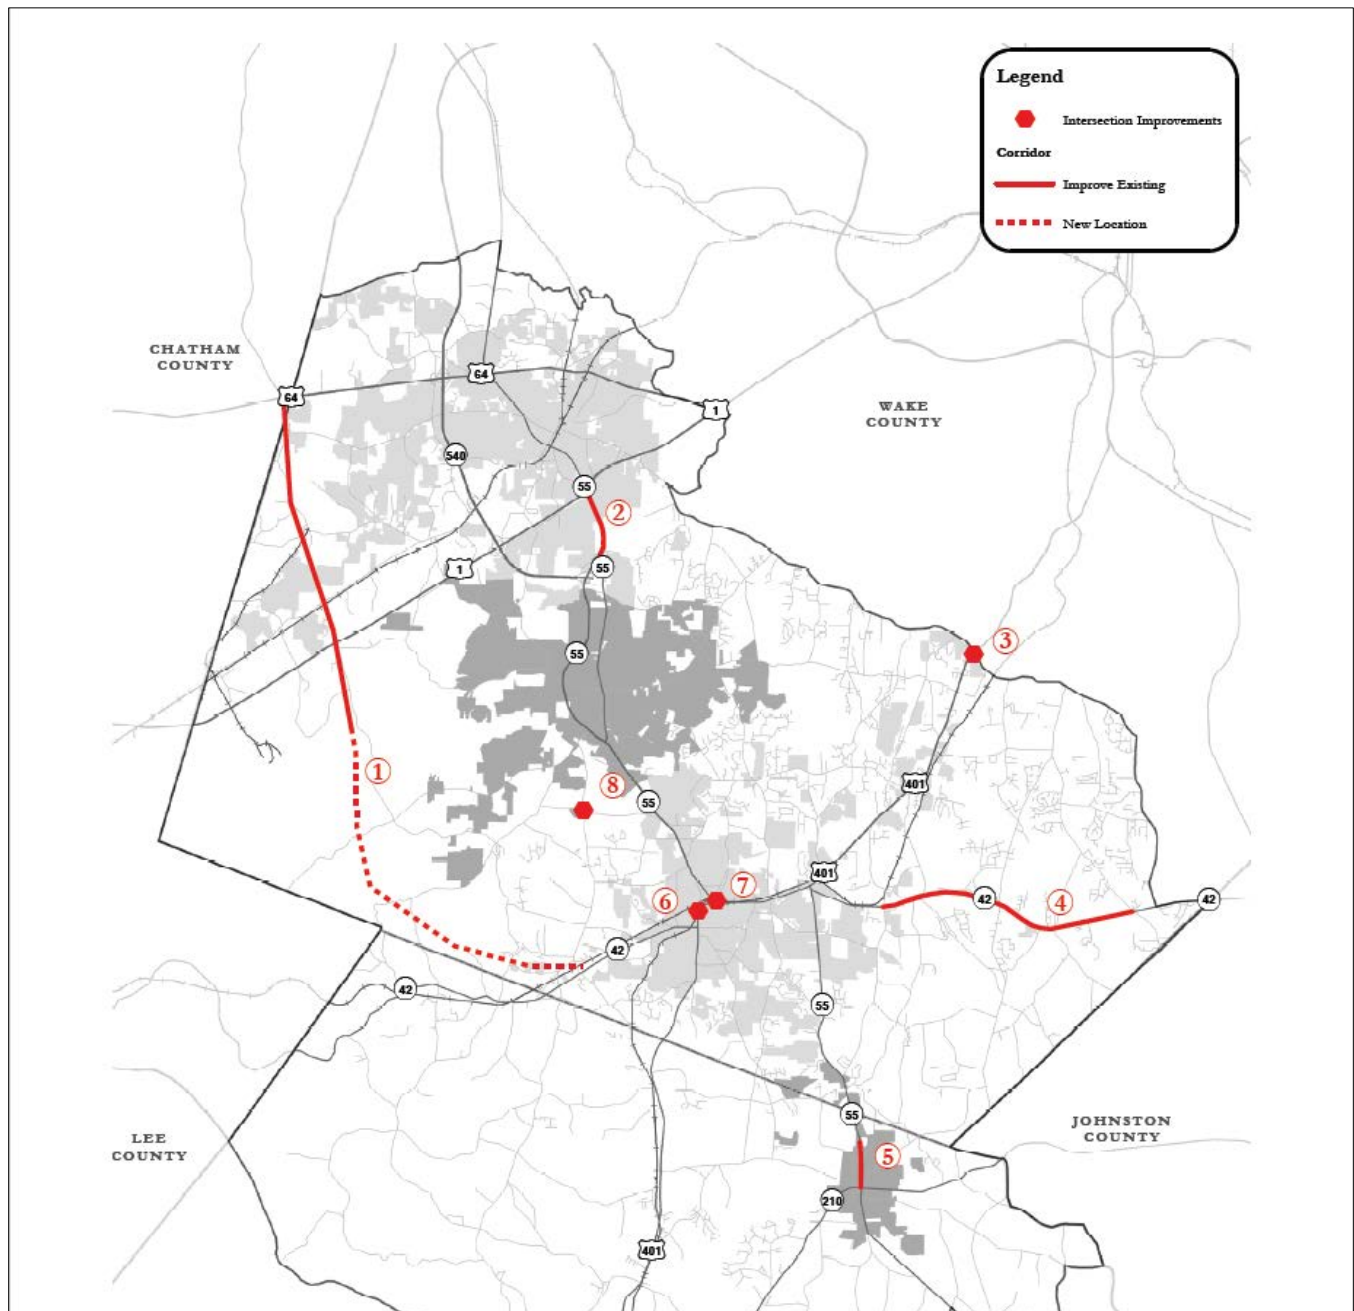 Legend
Intersection Improvements
Corridor
Improve Existing
New Location
CHATHAM
COUNTY
64
64
1
WAKE
COUNTY
540
55
②
55
1
55
③
①
⑧
401
55
401
⑥
⑦
42
④
42
42
42
55
55
JOHNSTON
COUNTY
LEE
COUNTY
⑤
210
401